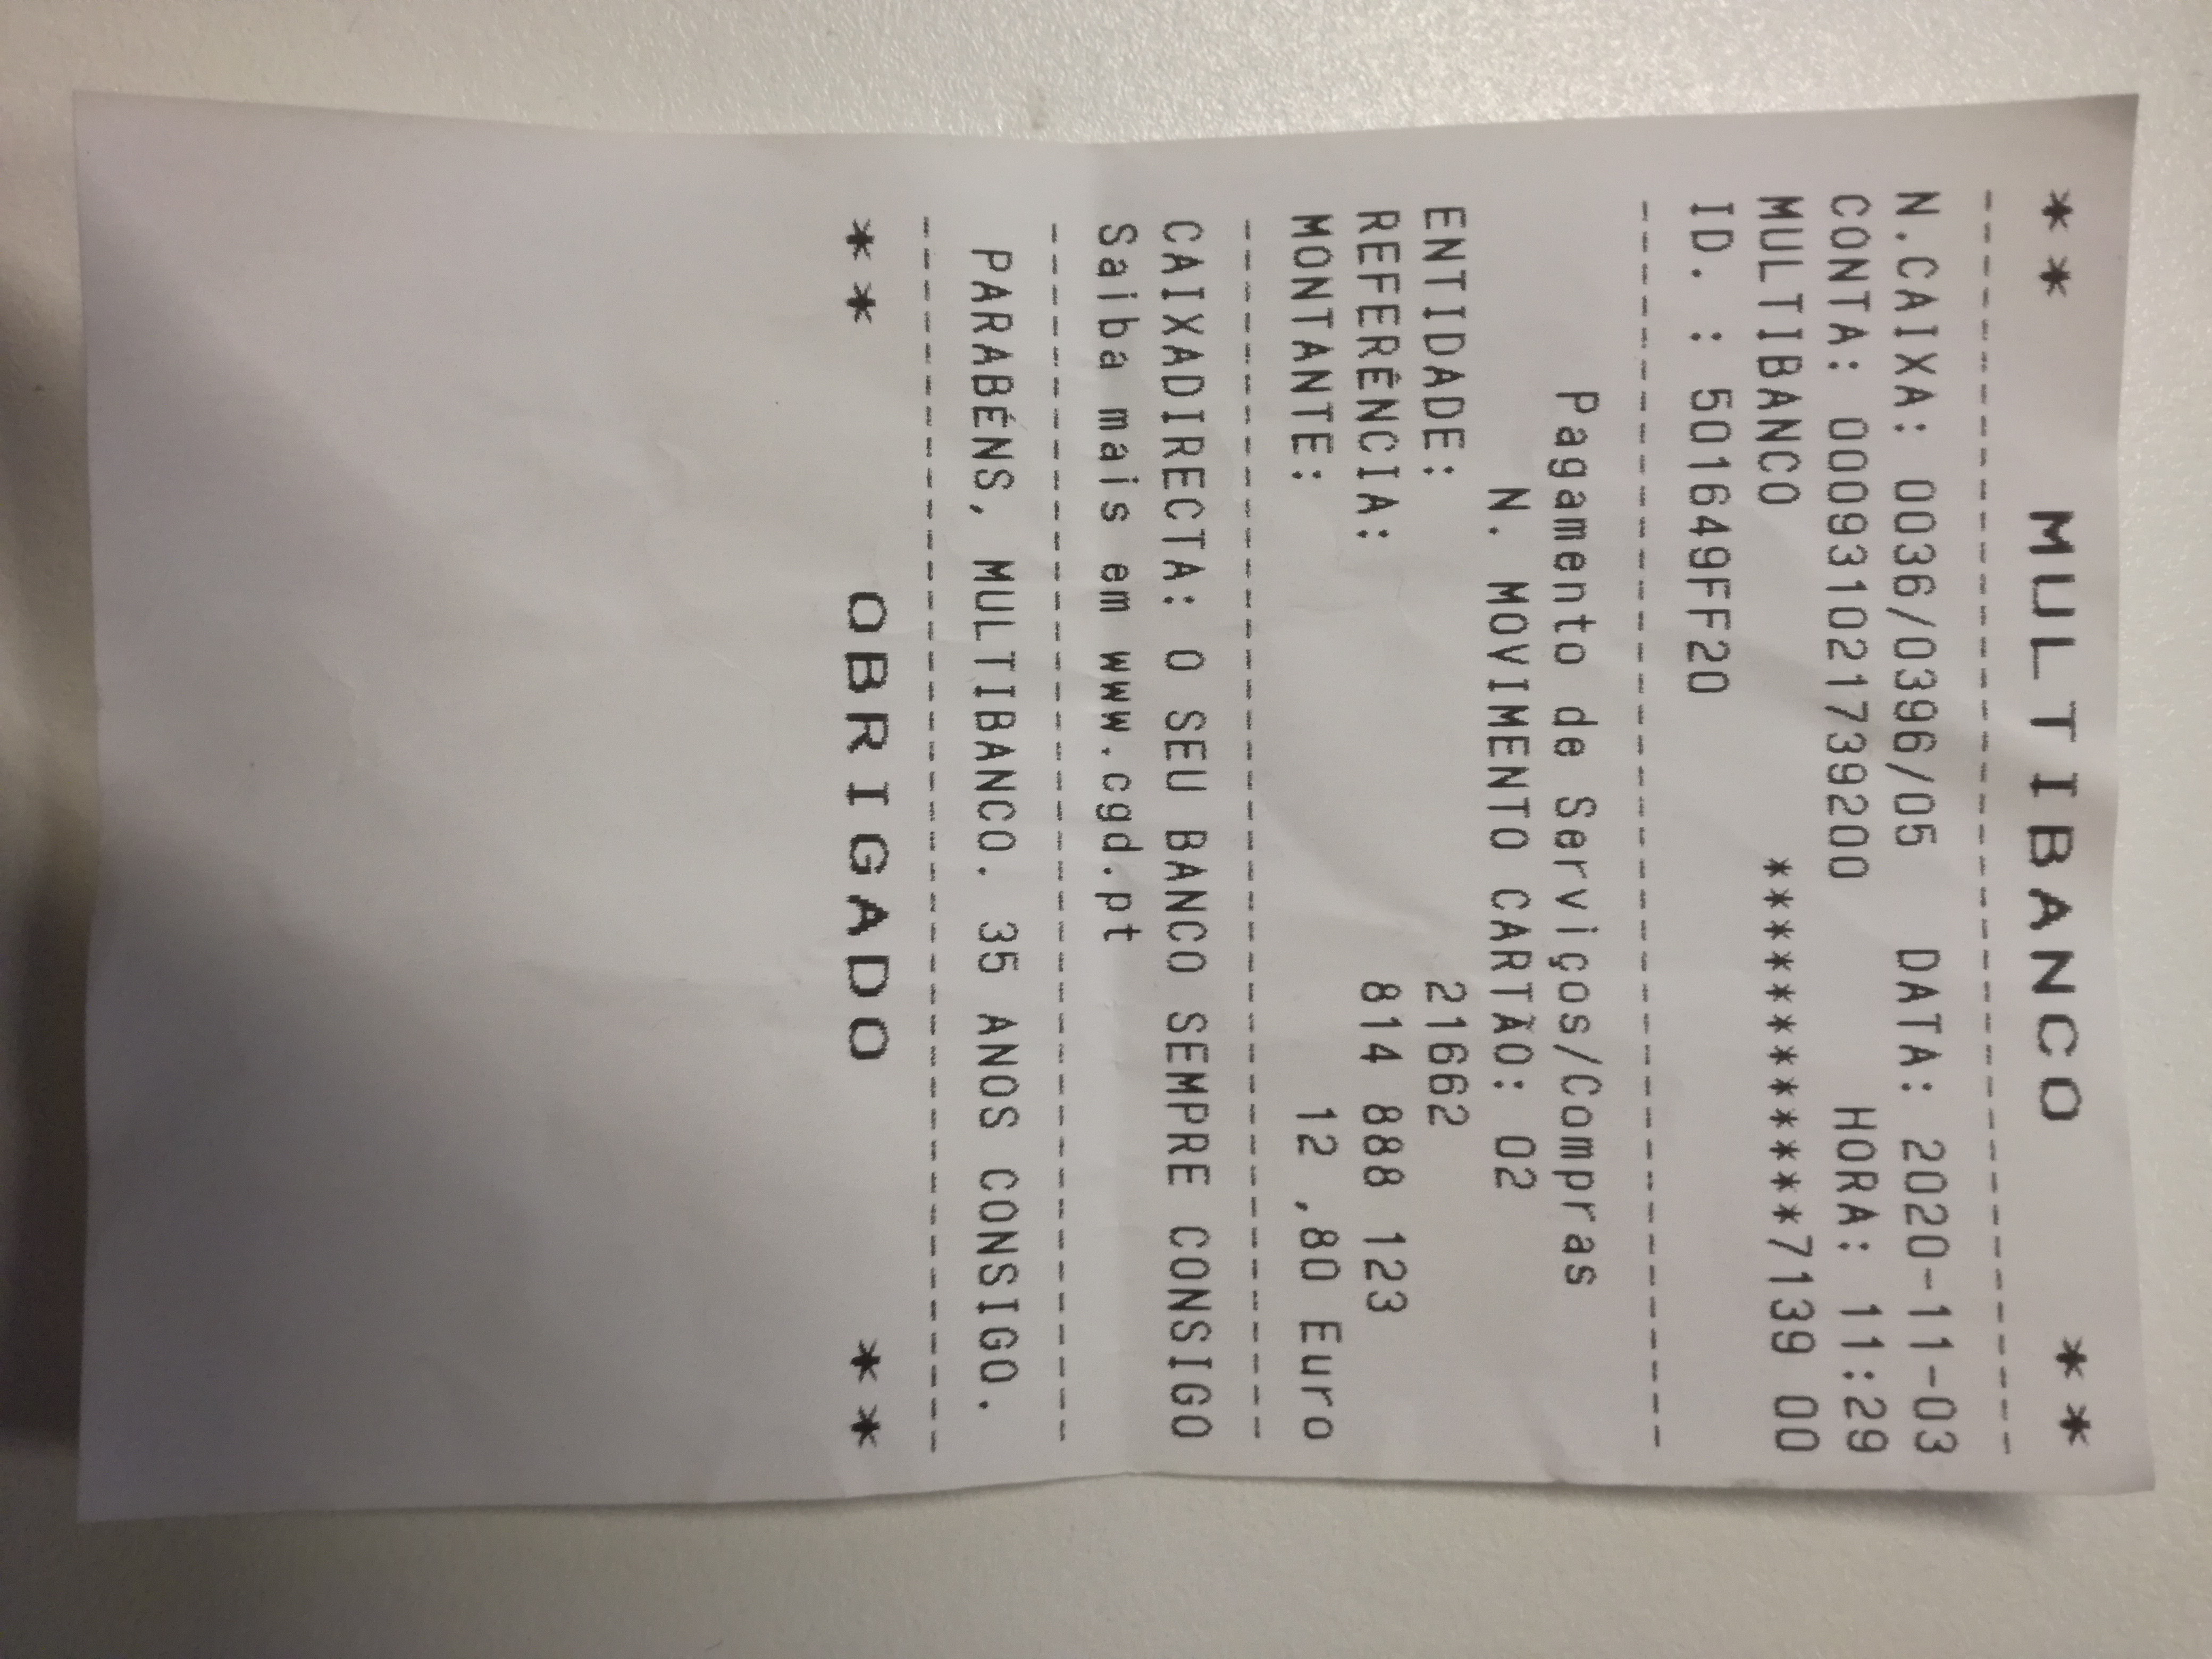 ** MULTIBANCO **
N.CAIXA: 0036/0396/05 DATA: 2020-11-03
CONTA: 000931021739200 HORA: 11:29
MULTIBANCO ************7139 00
ID. : 501649FF20
Pagamento de Serviços/Compras
N. MOVIMENTO CARTÃO: 02
ENTIDADE: 21662
REFERÊNCIA: 814 888 123
MONTANTE: 12 ,80 Euro
CAIXADIRECTA: O SEU BANCO SEMPRE CONSIGO
Saiba mais em www.cgd.pt
PARABÉNS, MULTIBANCO. 35 ANOS CONSIGO.
** OBRIGADO **